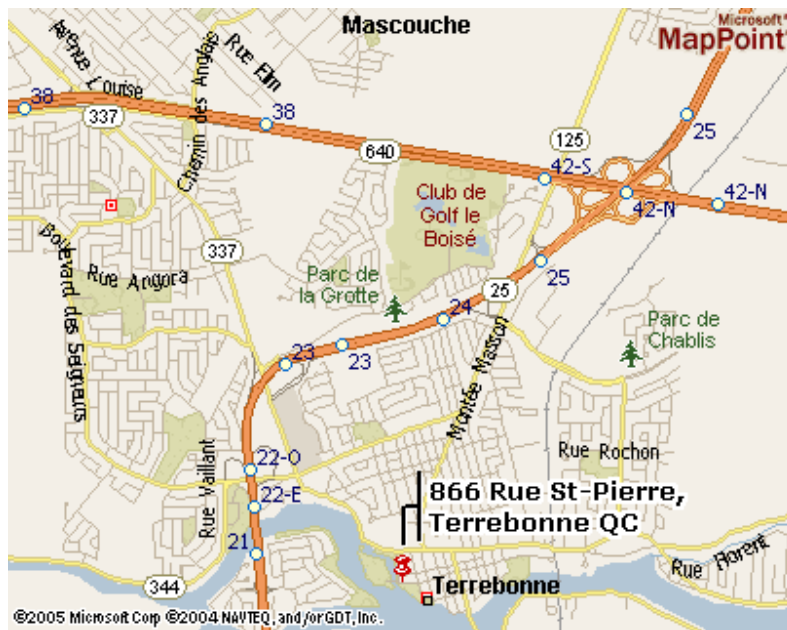 Mascouche
Microsoft®
MapPoint®
Avenue Louise
Rue Elm
Chemin des Anglais
38
337
38
640
125
25
42-S
42-N
42-N
Club de
Golf le
Boisé
337
Boulevard des Seigneurs
Rue Angora
Parc de
la Grotte
25
25
24
23
23
Parc de
Chablis
Montée Masson
Rue Rochon
Rue Vaillant
22-O
22-E
21
866 Rue St-Pierre,
Terrebonne QC
344
Terrebonne
Rue Florent
©2005 Microsoft Corp ©2004 NAVTEQ, and/or GDT, Inc.